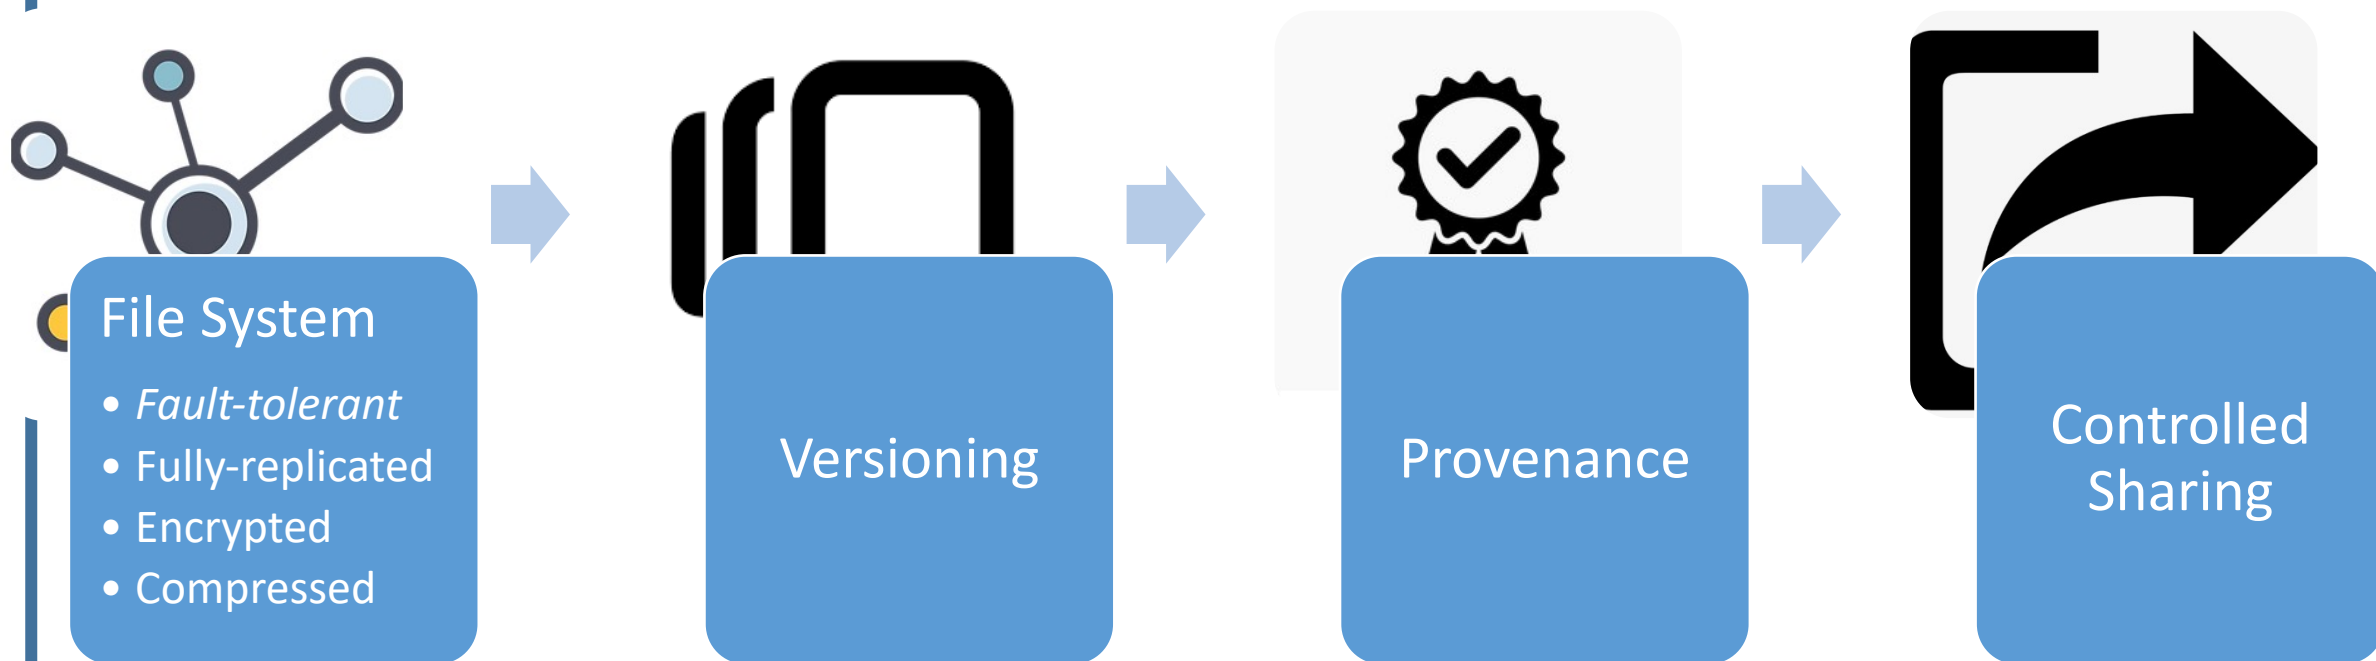 File System
• Fault-tolerant
• Fully-replicated
• Encrypted
• Compressed
Versioning
Provenance
Controlled
Sharing